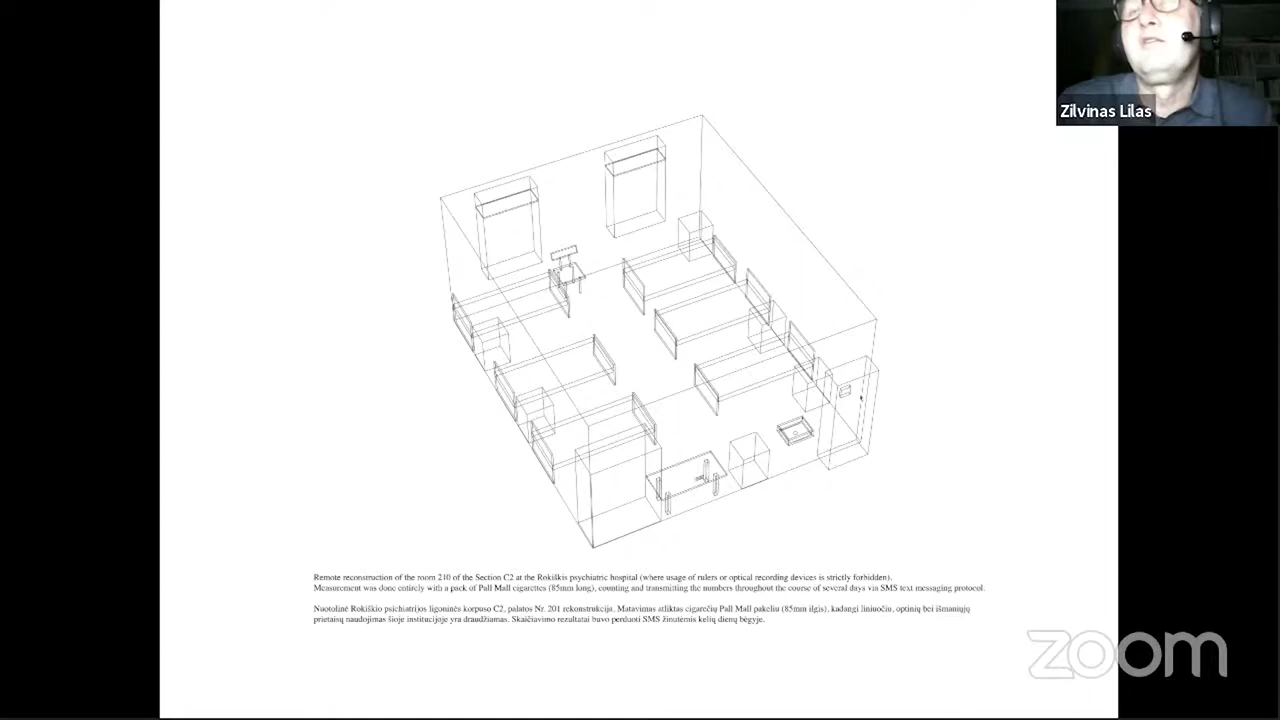 Zilvinas Lilas
Remote reconstruction of the room 210 of the Section C2 at the Rokiškis psychiatric hospital (where usage of rulers or optical recording devices is strictly forbidden).
Measurement was done entirely with a pack of Pall Mall cigarettes (85mm long), counting and transmitting the numbers throughout the course of several days via SMS text messaging protocol.
Nuotolinė Rokiškio psichiatrijos ligoninės korpuso C2, palatos Nr. 201 rekonstrukcija. Matavimas atliktas cigarečių Pall Mall pakeliu (85mm ilgis), kadangi liniuočių, optinių bei išmaniųjų
prietaisų naudojimas šioje institucijoje yra draudžiamas. Skaičiavimo rezultatai buvo perduoti SMS žinutėmis kelių dienų bėgyje.
zoom